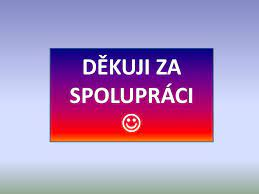 DĚKUJI ZA
SPOLUPRÁCI
☺